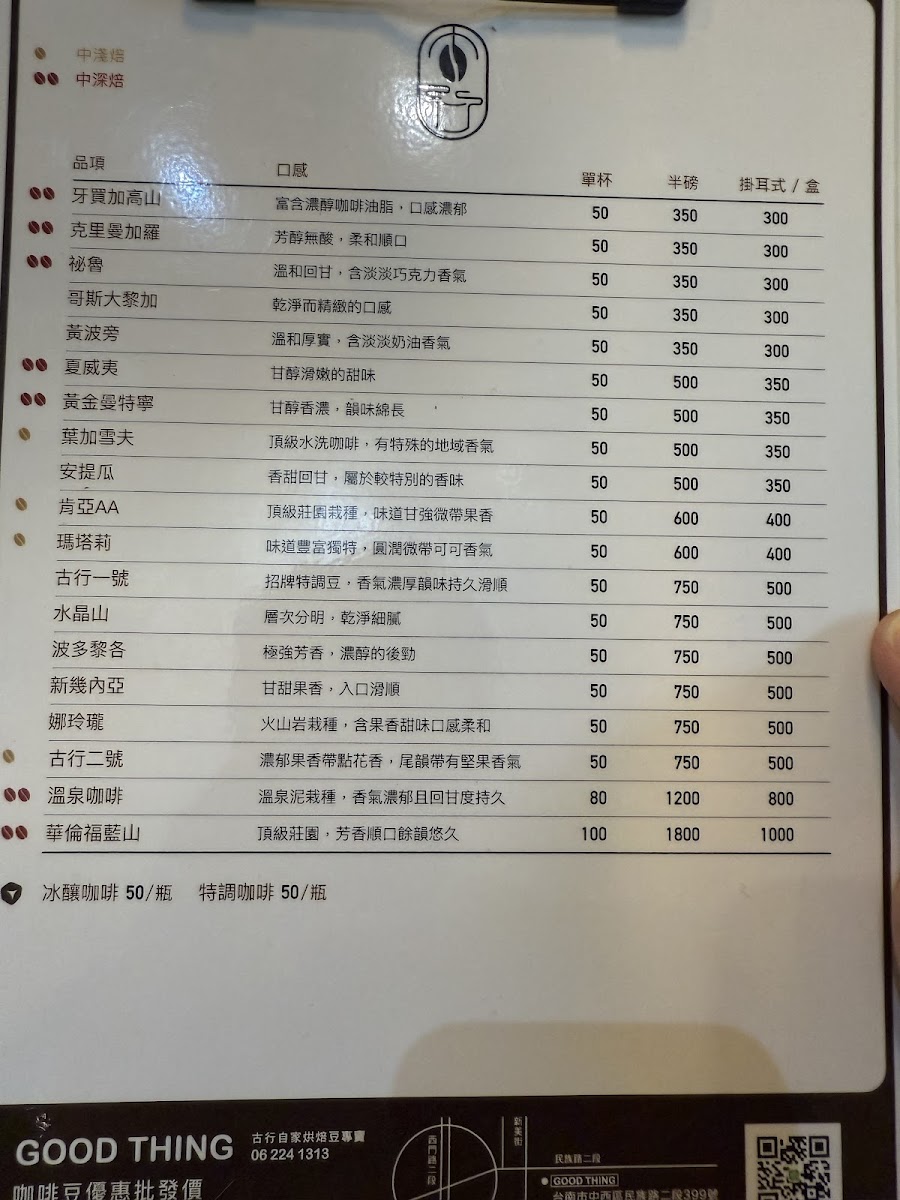 中淺焙
中深焙
品項 口感 單杯 半磅 掛耳式 / 盒
牙買加高山 富含濃醇咖啡油脂，口感濃郁 50 350 300
克里曼加羅 芳醇無酸，柔和順口 50 350 300
祕魯 溫和回甘，含淡淡巧克力香氣 50 350 300
哥斯大黎加 乾淨而精緻的口感 50 350 300
黃波旁 溫和厚實，含淡淡奶油香氣 50 350 300
夏威夷 甘醇滑嫩的甜味 50 500 350
黃金曼特寧 甘醇香濃，韻味綿長 50 500 350
葉加雪夫 頂級水洗咖啡，有特殊的地域香氣 50 500 350
安提瓜 香甜回甘，屬於較特別的香味 50 500 350
肯亞AA 頂級莊園栽種，味道甘強微帶果香 50 600 400
瑪塔莉 味道豐富獨特，圓潤微帶可可香氣 50 600 400
古行一號 招牌特調豆，香氣濃厚韻味持久滑順 50 750 500
水晶山 層次分明，乾淨細膩 50 750 500
波多黎各 極強芳香，濃醇的後勁 50 750 500
新幾內亞 甘甜果香，入口滑順 50 750 500
娜玲瓏 火山岩栽種，含果香甜味口感柔和 50 750 500
古行二號 濃郁果香帶點花香，尾韻帶有堅果香氣 50 750 500
溫泉咖啡 溫泉泥栽種，香氣濃郁且回甘度持久 80 1200 800
華倫福藍山 頂級莊園，芳香順口餘韻悠久 100 1800 1000
冰釀咖啡 50/瓶 特調咖啡 50/瓶
GOOD THING
古行自家烘焙豆專賣
06 224 1313
咖啡豆優惠批發價
西門路二段
新美街
民族路二段
GOOD THING
台南市中西區民族路二段399號